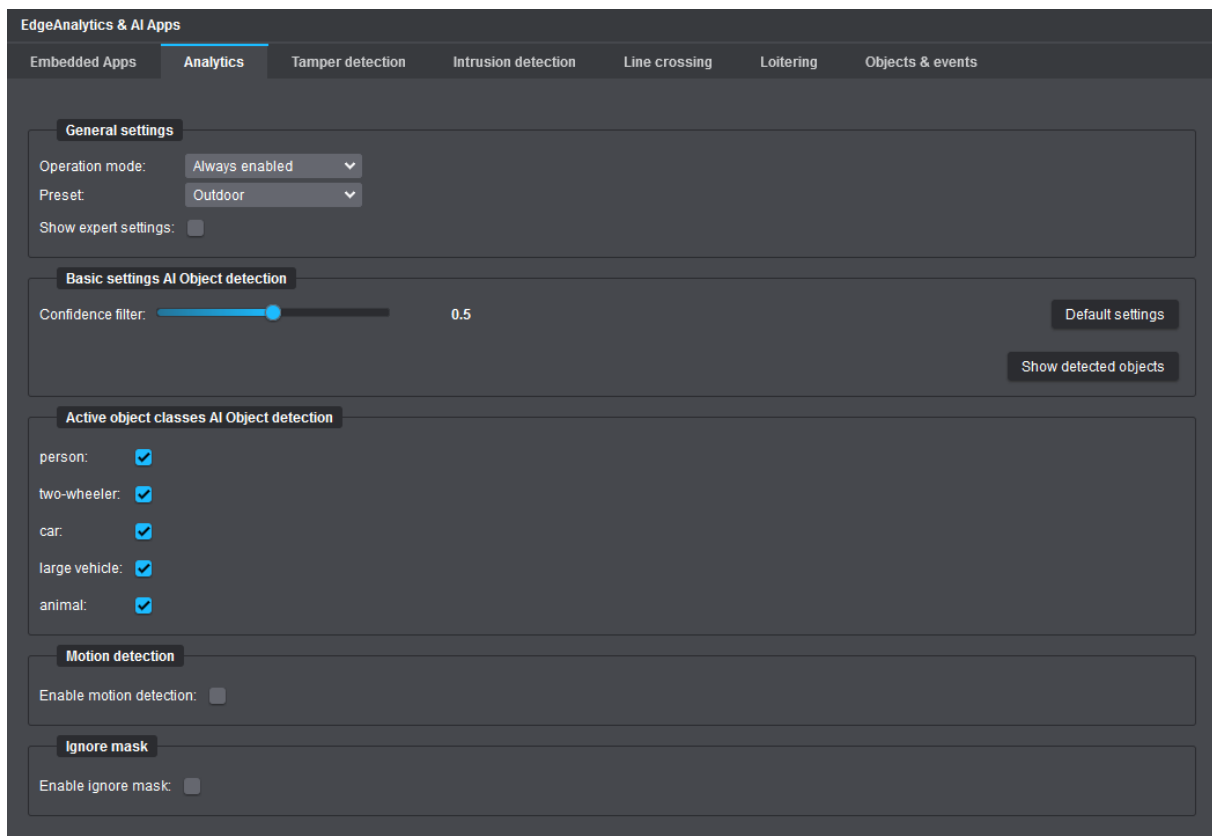 EdgeAnalytics & AI Apps
Embedded Apps Analytics Tamper detection Intrusion detection Line crossing Loitering Objects & events
General settings
Operation mode: Always enabled
Preset: Outdoor
Show expert settings:
Basic settings AI Object detection
Confidence filter: 0.5 Default settings
Show detected objects
Active object classes AI Object detection
person:
two-wheeler:
car:
large vehicle:
animal:
Motion detection
Enable motion detection:
Ignore mask
Enable ignore mask: